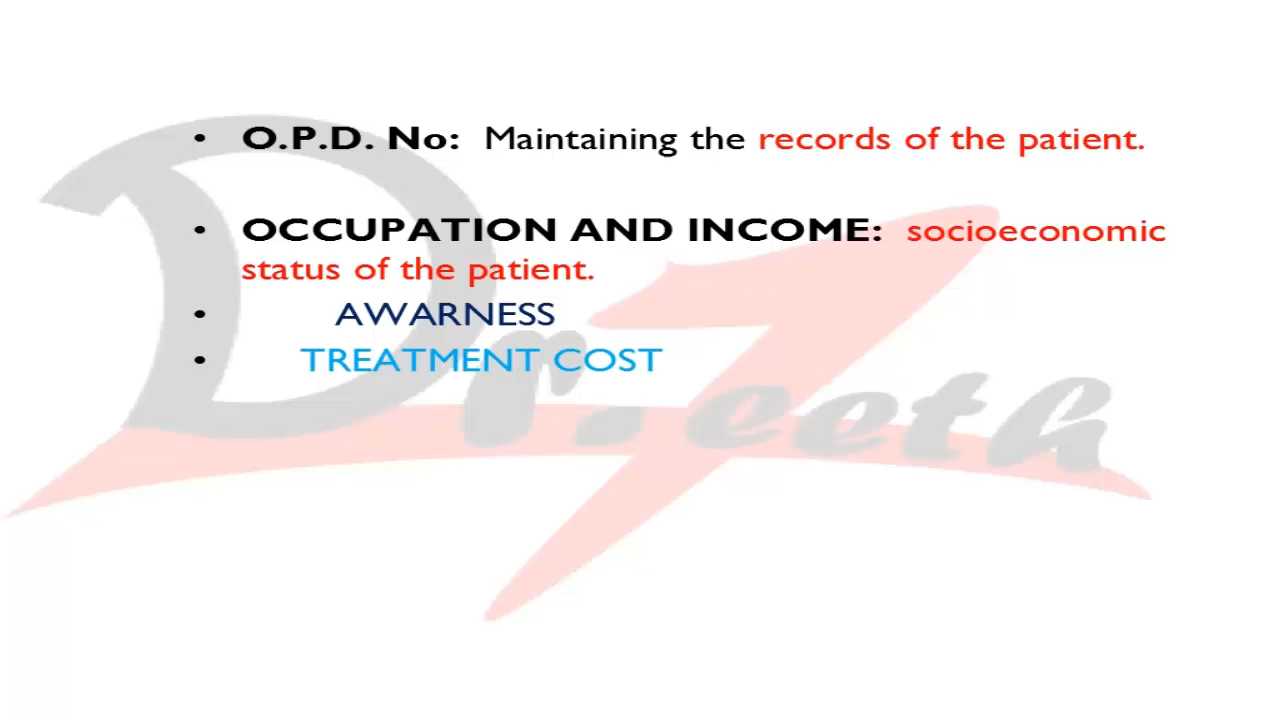 • O.P.D. No: Maintaining the records of the patient.
• OCCUPATION AND INCOME: socioeconomic
status of the patient.
• AWARNESS
• TREATMENT COST
Dr. Teeth